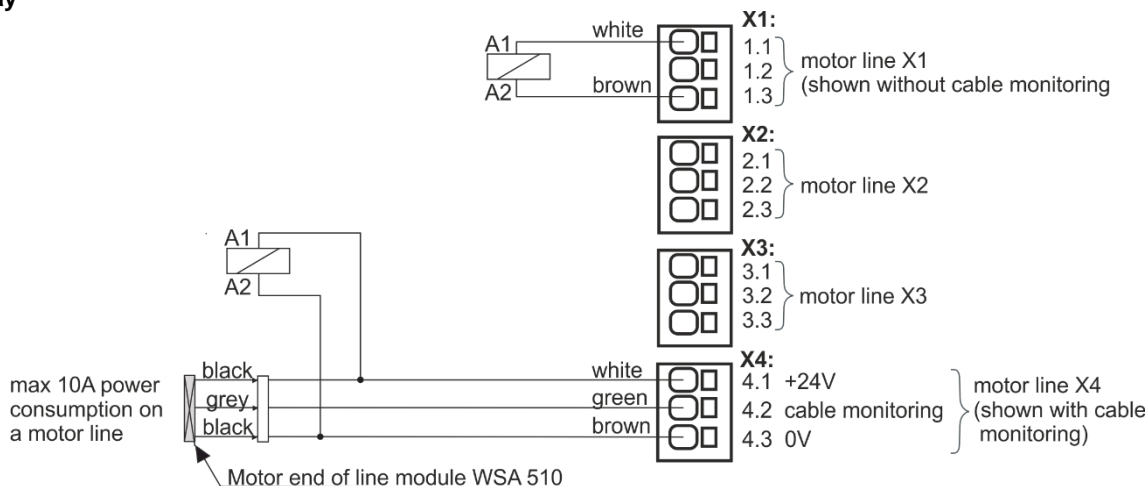 white
A1
A2
brown
X1:
1.1
1.2
1.3
motor line X1
(shown without cable monitoring
X2:
2.1
2.2
2.3
motor line X2
A1
A2
X3:
3.1
3.2
3.3
motor line X3
max 10A power
consumption on
a motor line
black
grey
black
white
green
brown
X4:
4.1 +24V
4.2 cable monitoring
4.3 0V
motor line X4
(shown with cable
monitoring)
Motor end of line module WSA 510